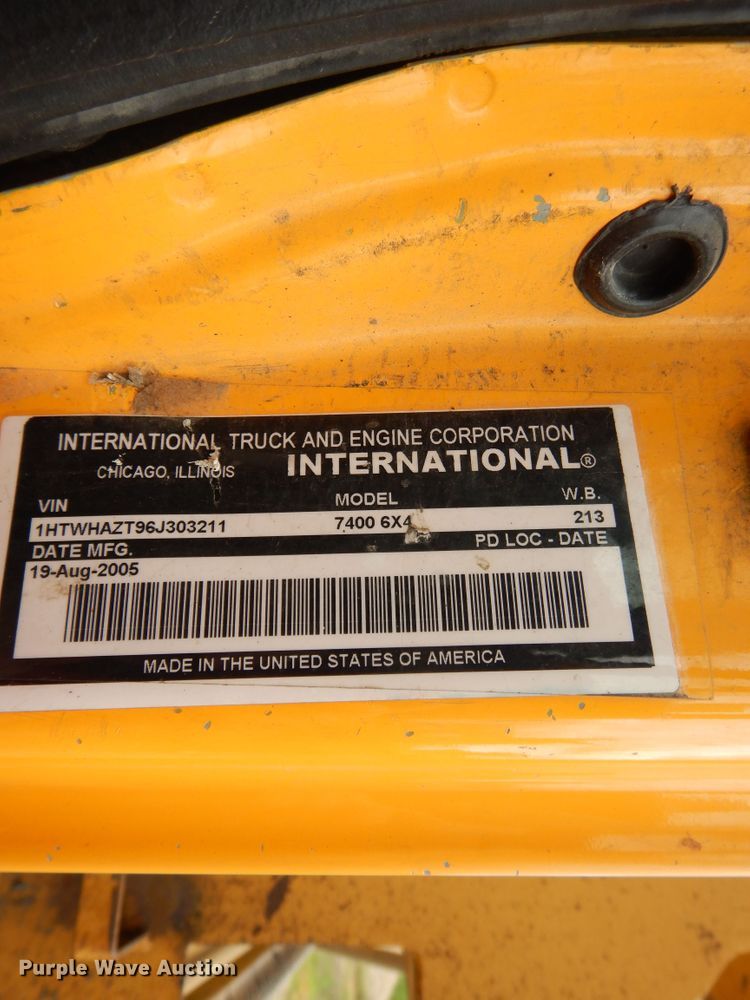 INTERNATIONAL TRUCK AND ENGINE CORPORATION
CHICAGO, ILLINOIS INTERNATIONAL®
VIN MODEL W.B.
1HTWHAZT96J303211 7400 6X4 213
DATE MFG. PD LOC - DATE
19-Aug-2005
MADE IN THE UNITED STATES OF AMERICA
Purple Wave Auction